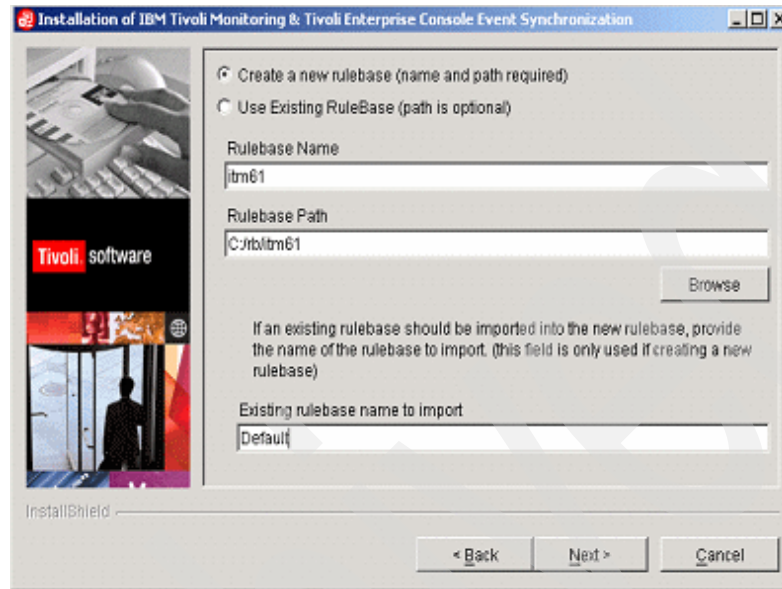 Installation of IBM Tivoli Monitoring & Tivoli Enterprise Console Event Synchronization
Create a new rulebase (name and path required)
Use Existing RuleBase (path is optional)
Rulebase Name
itm61
Rulebase Path
C:/rb/itm61
Browse
Tivoli. software
If an existing rulebase should be imported into the new rulebase, provide
the name of the rulebase to import. (this field is only used if creating a new
rulebase)
Existing rulebase name to import
Default
InstallShield
< Back
Next >
Cancel